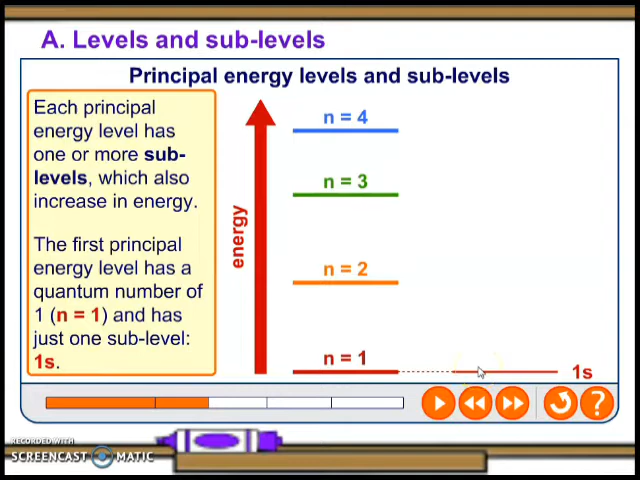 A. Levels and sub-levels
Principal energy levels and sub-levels
Each principal
energy level has
one or more sub-
levels, which also
increase in energy.
The first principal
energy level has a
quantum number of
1 (n = 1) and has
just one sub-level:
1s.
energy
n = 4
n = 3
n = 2
n = 1
1s
?
RECORDED WITH
SCREENCAST MATIC